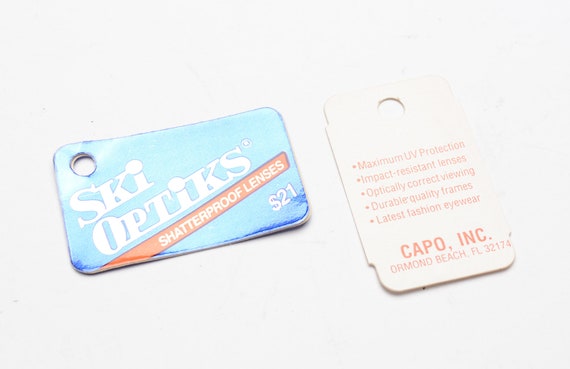 SKi
OPTiKS®
SHATTERPROOF LENSES
$21
• Maximum UV Protection
• Impact-resistant lenses
• Optically correct viewing
• Durable quality frames
• Latest fashion eyewear
CAPO, INC.
ORMOND BEACH, FL 32174